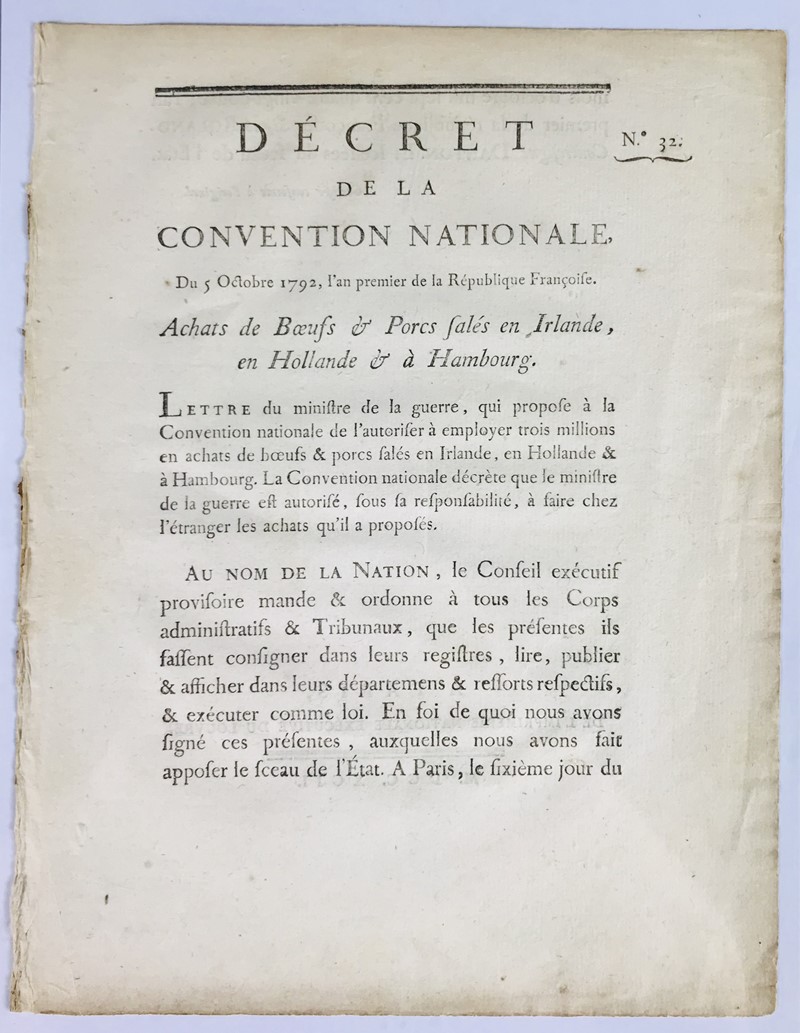 DÉCRET
N.º 32.
DE LA
CONVENTION NATIONALE,
Du 5 Octobre 1792, l'an premier de la République Françoiſe.
Achats de Bœufs & Porcs ſalés en Irlande,
en Hollande & à Hambourg.
LETTRE du miniſtre de la guerre, qui propoſe à la
Convention nationale de l'autoriſer à employer trois millions
en achats de bœufs & porcs ſalés en Irlande, en Hollande &
à Hambourg. La Convention nationale décrète que le miniſtre
de la guerre eſt autoriſé, ſous ſa reſponſabilité, à faire chez
l'étranger les achats qu'il a propoſés.
AU NOM DE LA NATION, le Conſeil exécutif
proviſoire mande & ordonne à tous les Corps
adminiſtratifs & Tribunaux, que les préſentes ils
faſſent conſigner dans leurs regiſtres, lire, publier
& afficher dans leurs départemens & reſſorts reſpectifs,
& exécuter comme loi. En foi de quoi nous avons
ſigné ces préſentes, auxquelles nous avons fait
appoſer le ſceau de l'État. A Paris, le ſixième jour du